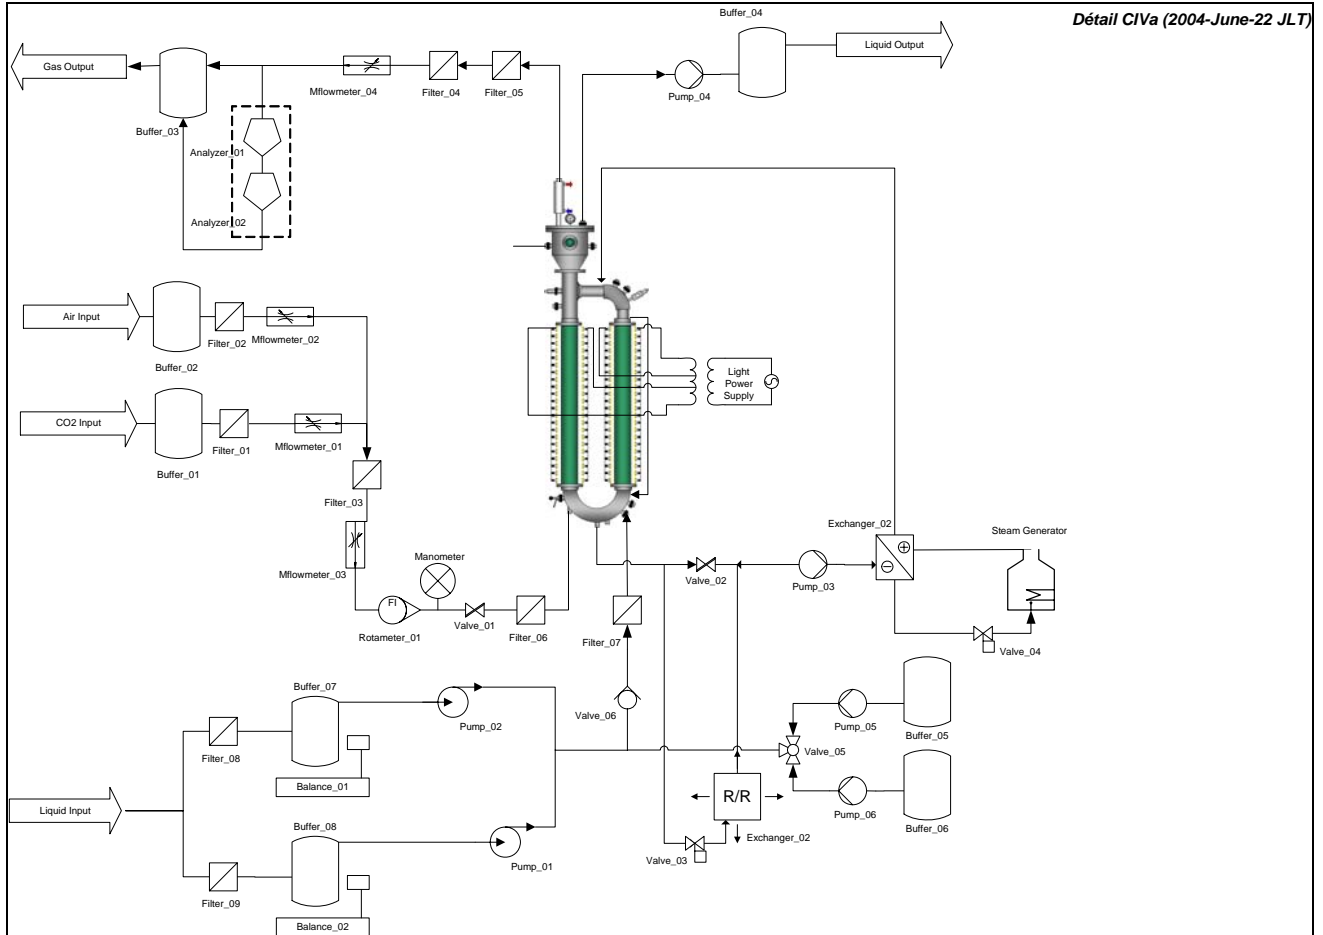 Détail CIVa (2004-June-22 JLT)
Buffer_04
Liquid Output
Pump_04
Gas Output
Mflowmeter_04
Filter_04
Filter_05
Buffer_03
Analyzer_01
Analyzer_02
Air Input
Filter_02
Mflowmeter_02
Buffer_02
Light
Power
Supply
CO2 Input
Filter_01
Mflowmeter_01
Buffer_01
Filter_03
Mflowmeter_03
Manometer
FI
Rotameter_01
Valve_01
Filter_06
Filter_07
Valve_02
Pump_03
Exchanger_02
Steam Generator
Valve_04
Buffer_07
Pump_02
Valve_06
Filter_08
Balance_01
Pump_05
Buffer_05
Valve_05
Liquid Input
R/R
Pump_06
Buffer_06
Buffer_08
Exchanger_02
Pump_01
Valve_03
Filter_09
Balance_02